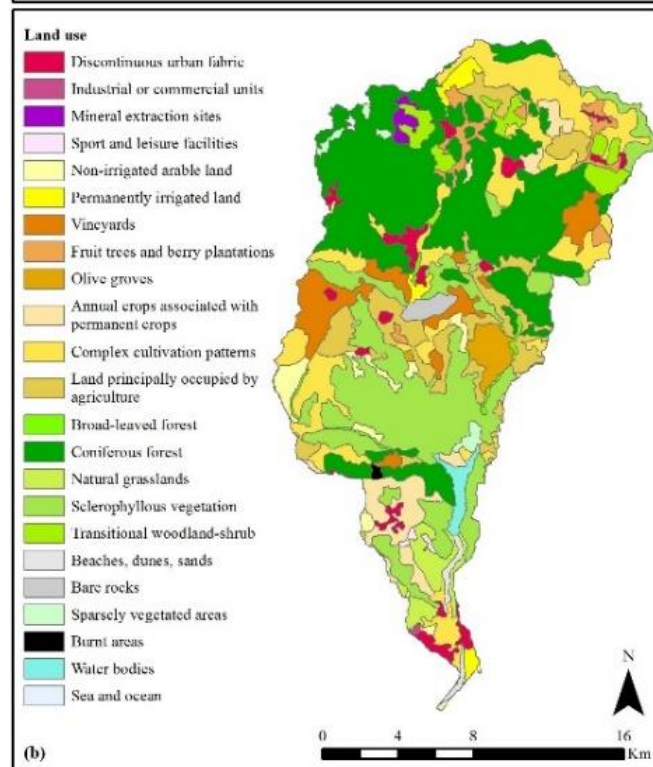 Land use
Discontinuous urban fabric
Industrial or commercial units
Mineral extraction sites
Sport and leisure facilities
Non-irrigated arable land
Permanently irrigated land
Vineyards
Fruit trees and berry plantations
Olive groves
Annual crops associated with
permanent crops
Complex cultivation patterns
Land principally occupied by
agriculture
Broad-leaved forest
Coniferous forest
Natural grasslands
Sclerophyllous vegetation
Transitional woodland-shrub
Beaches, dunes, sands
Bare rocks
Sparsely vegetated areas
Burnt areas
Water bodies
Sea and ocean
N
(b)
0 4 8 16
Km